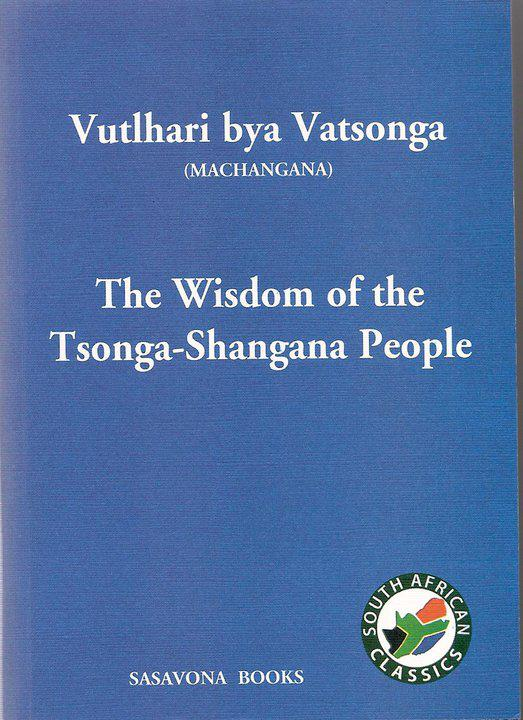 Vutlhari bya Vatsonga
(MACHANGANA)
The Wisdom of the
Tsonga-Shangana People
SOUTH AFRICAN
CLASSICS
SASAVONA BOOKS